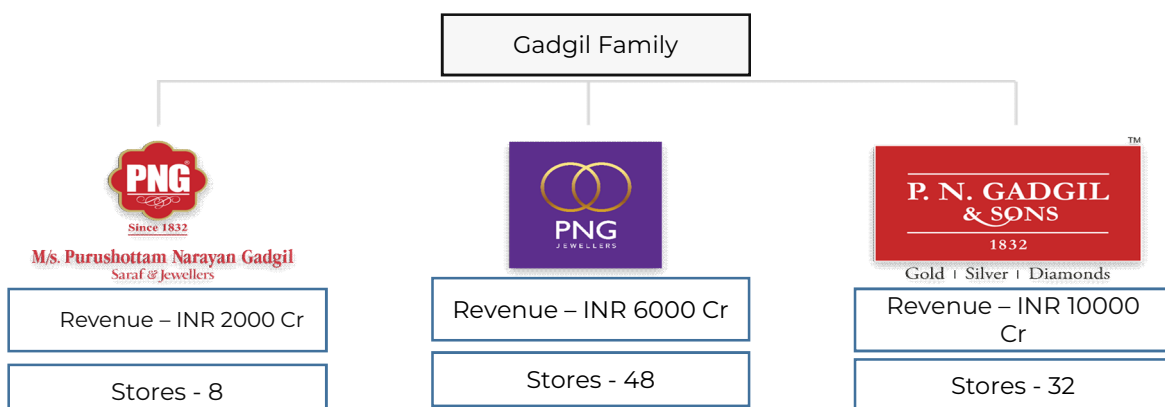 Gadgil Family
PNG®
Since 1832
M/s. Purushottam Narayan Gadgil
Saraf & Jewellers
Revenue – INR 2000 Cr
Stores - 8
PNG
JEWELLERS
Revenue – INR 6000 Cr
Stores - 48
TM
P. N. GADGIL
& SONS
1832
Gold | Silver | Diamonds
Revenue – INR 10000
Cr
Stores - 32